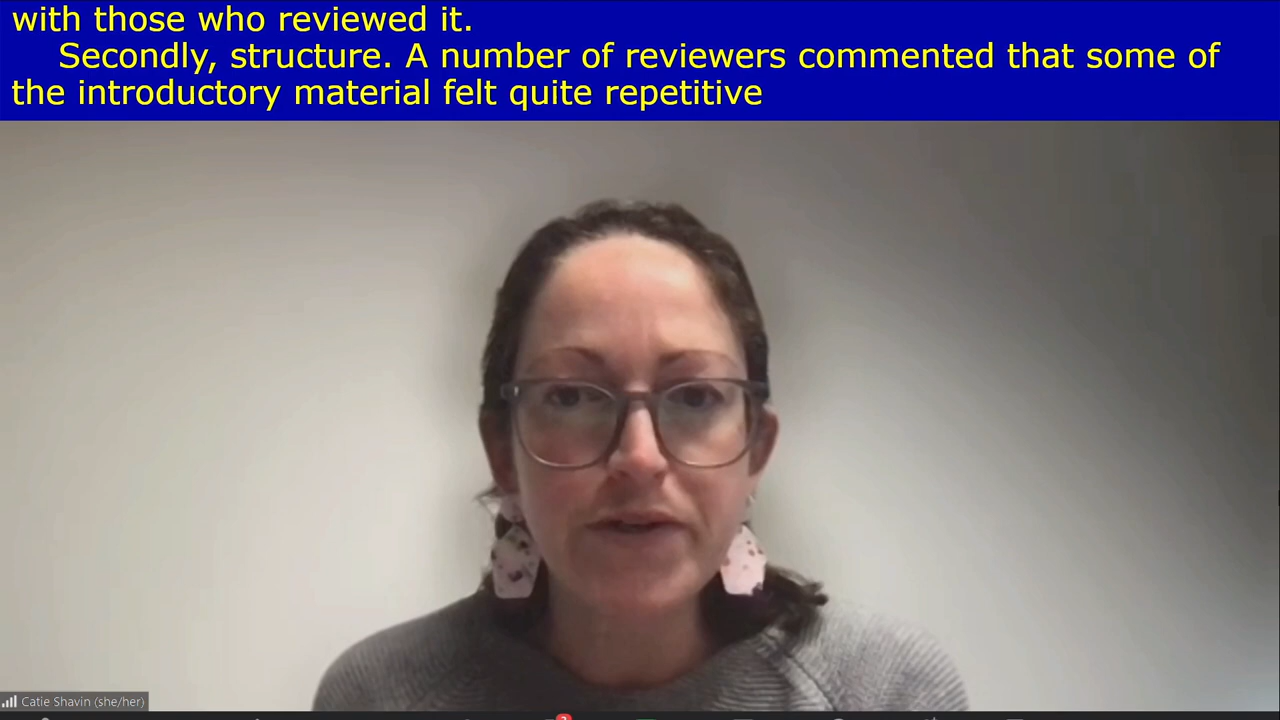 with those who reviewed it.
Secondly, structure. A number of reviewers commented that some of
the introductory material felt quite repetitive
Catie Shavin (she/her)